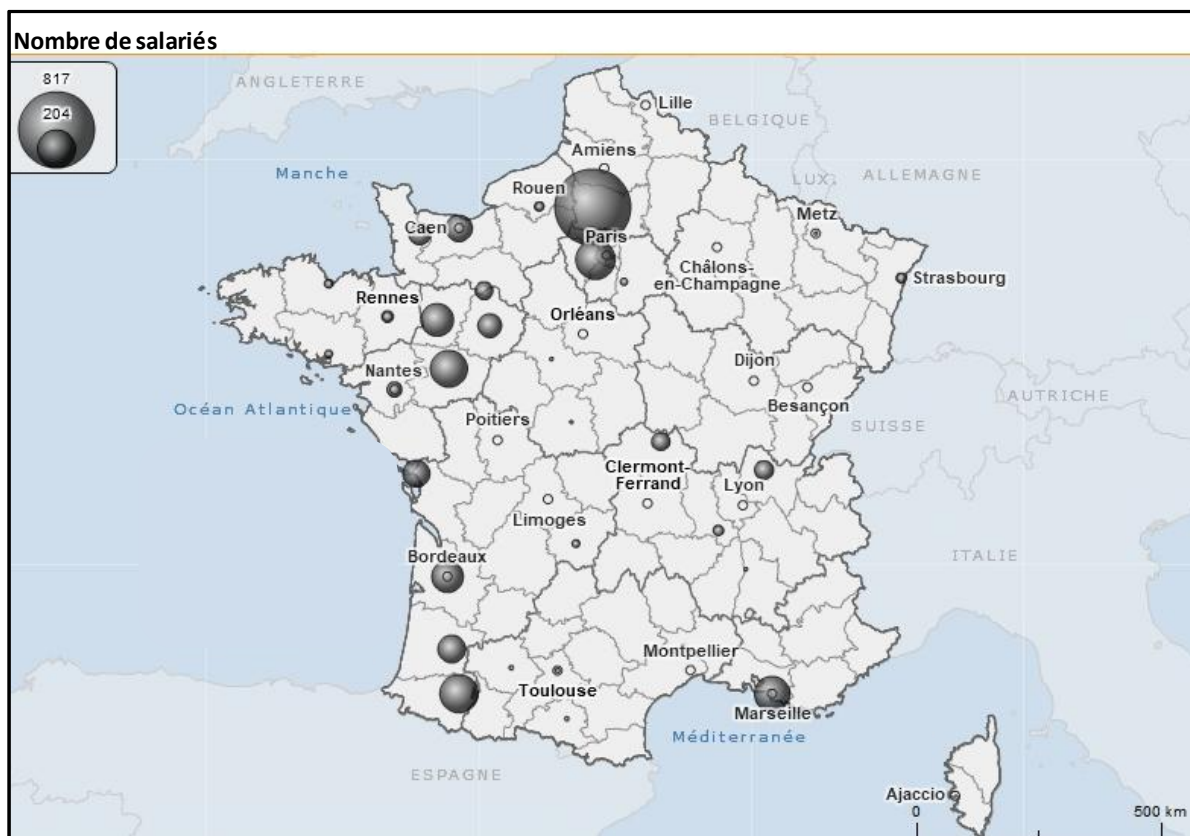 Nombre de salariés
817
204
ANGLETERRE
Lille
BELGIQUE
Amiens
Manche
LUX.
ALLEMAGNE
Rouen
Metz
Caen
Paris
Châlons-
en-Champagne
Strasbourg
Rennes
Orléans
Dijon
Nantes
Besançon
AUTRICHE
Océan Atlantique
Poitiers
SUISSE
Clermont-
Ferrand
Lyon
Limoges
Bordeaux
ITALIE
Montpellier
Toulouse
Marseille
Méditerranée
ESPAGNE
Ajaccio
0
500 km